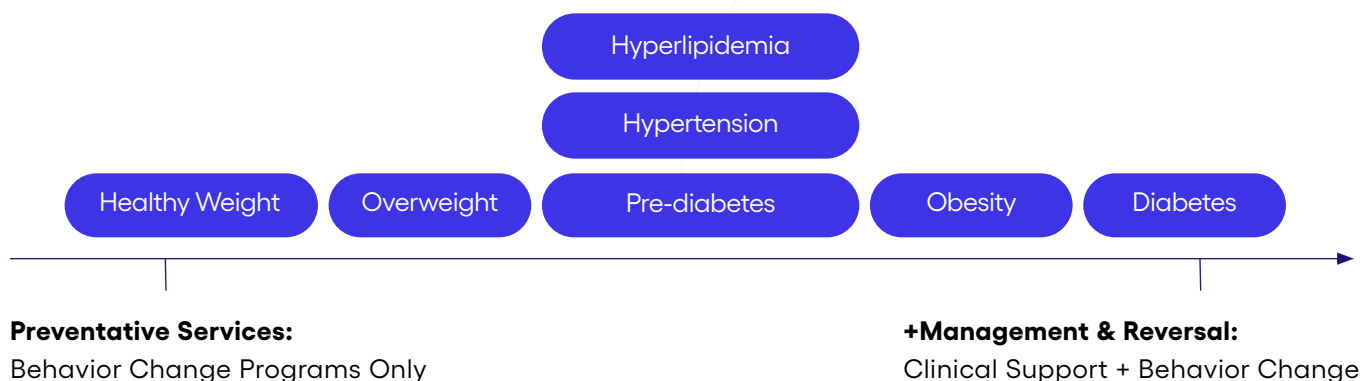 Hyperlipidemia
Hypertension
Healthy Weight
Overweight
Pre-diabetes
Obesity
Diabetes
Preventative Services:
Behavior Change Programs Only
+Management & Reversal:
Clinical Support + Behavior Change